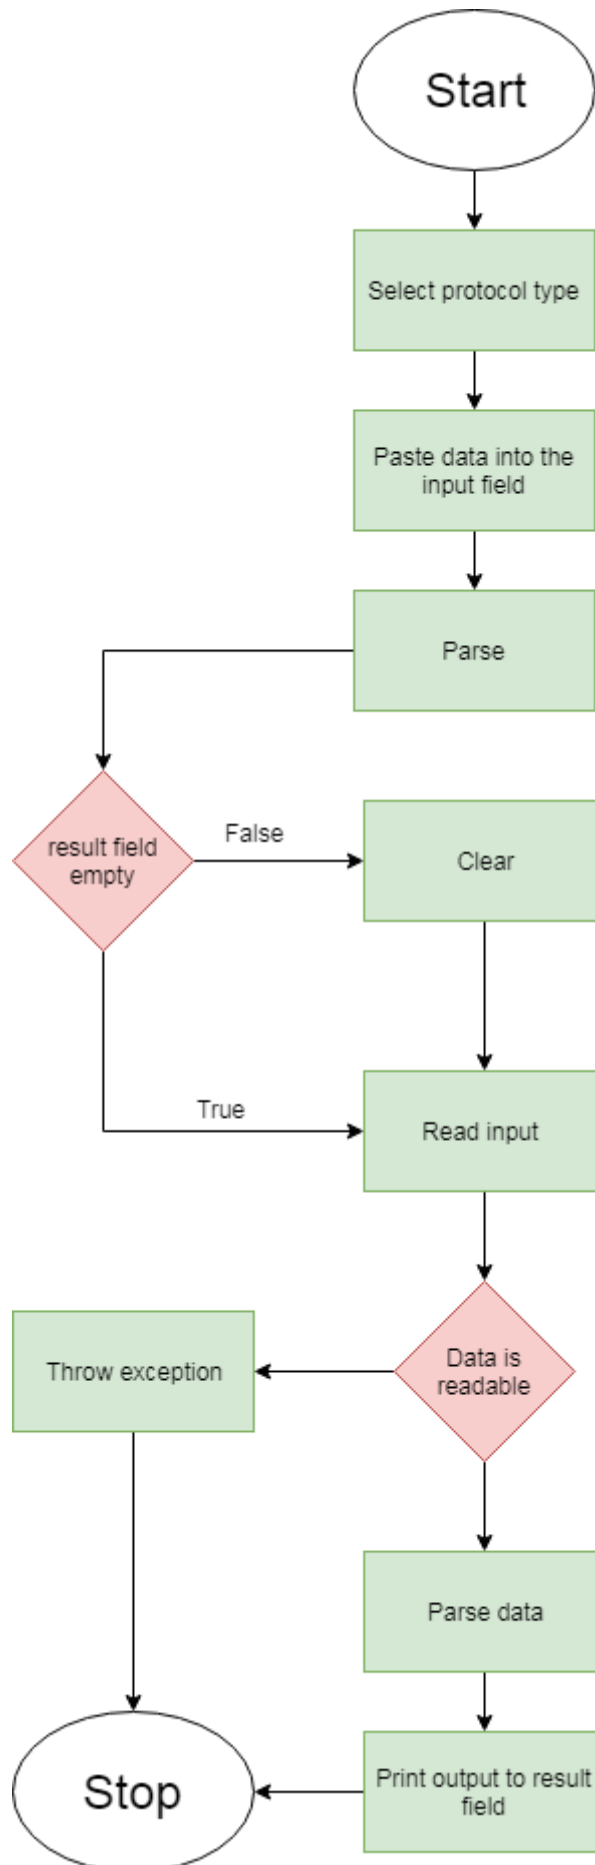 Start
Select protocol type
Paste data into the
input field
Parse
result field
empty
False
Clear
True
Read input
Data is
readable
Throw exception
Parse data
Print output to result
field
Stop